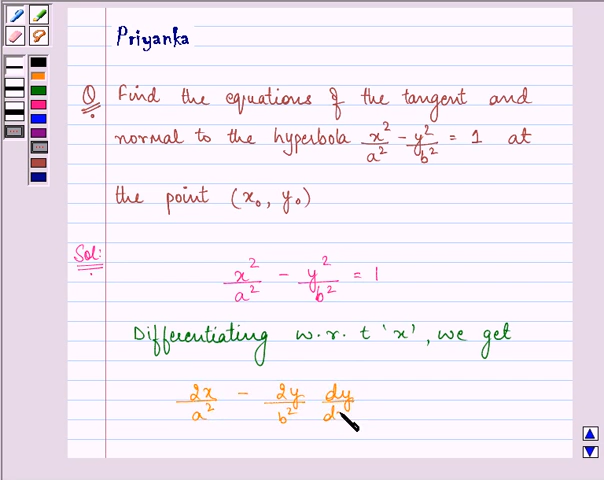 Priyanka
Q Find the equations of the tangent and
normal to the hyperbola x²/a² - y²/b² = 1 at
the point (x₀, y₀)
Sol:
x²/a² - y²/b² = 1
Differentiating w.r.t 'x', we get
2x/a² - 2y/b² dy/d